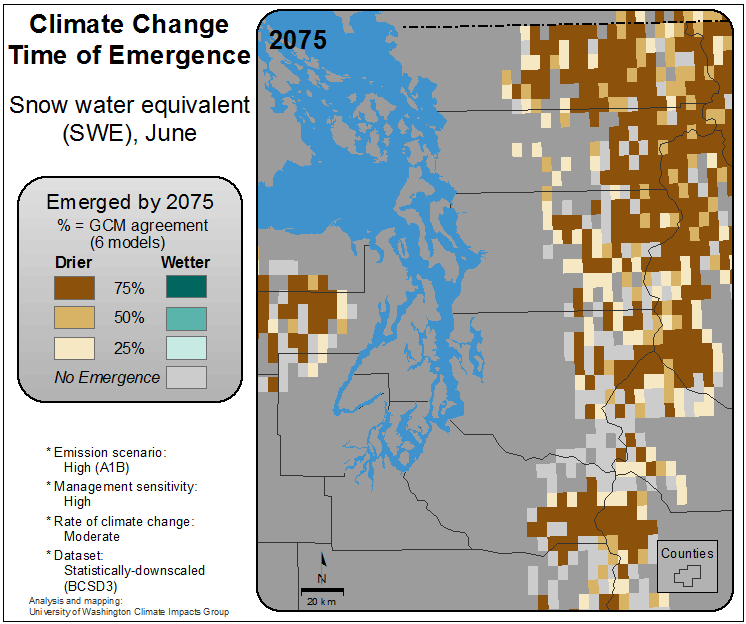 Climate Change
Time of Emergence
Snow water equivalent
(SWE), June
Emerged by 2075
% = GCM agreement
(6 models)
Drier Wetter
75%
50%
25%
No Emergence
* Emission scenario:
High (A1B)
* Management sensitivity:
High
* Rate of climate change:
Moderate
* Dataset:
Statistically-downscaled
(BCSD3)
Analysis and mapping:
University of Washington Climate Impacts Group
2075
N
20 km
Counties